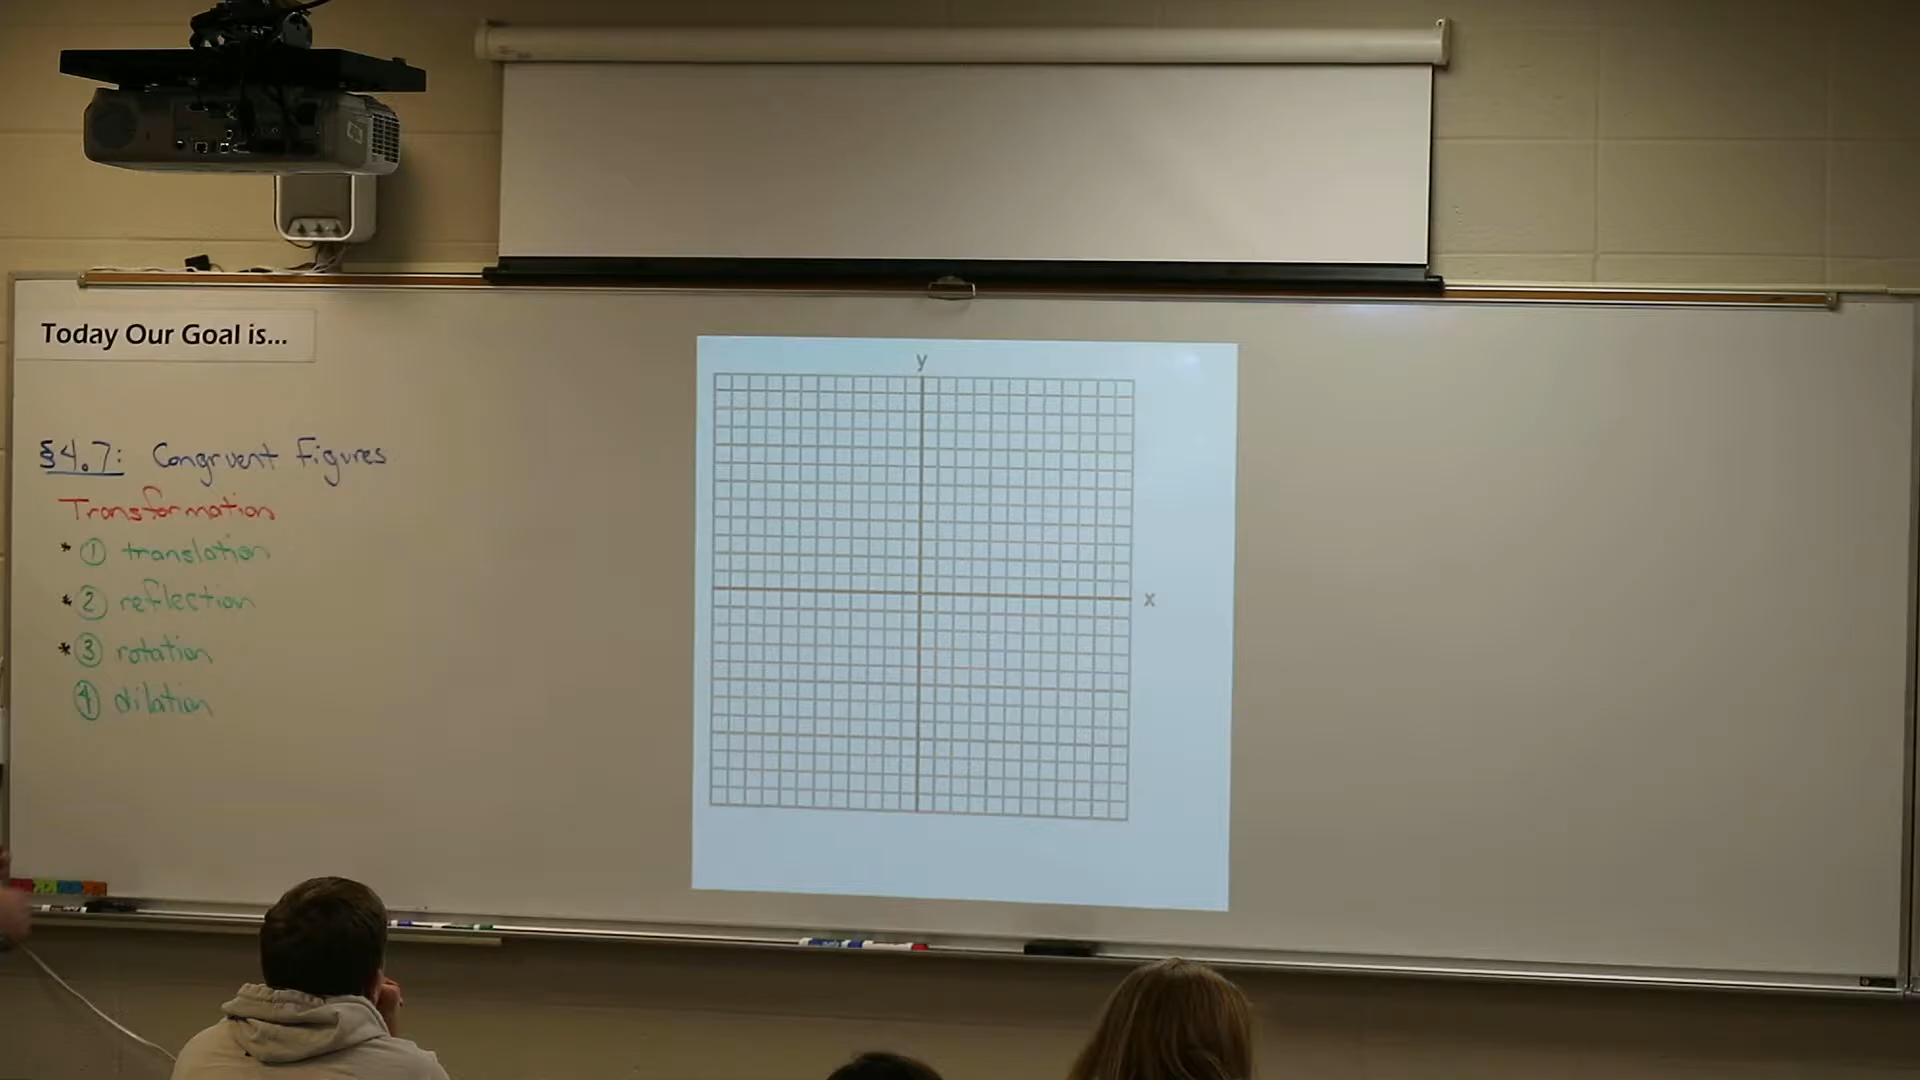 Today Our Goal is...
§4.7: Congruent Figures
Transformation
* ① translation
* ② reflection
* ③ rotation
④ dilation
y
x